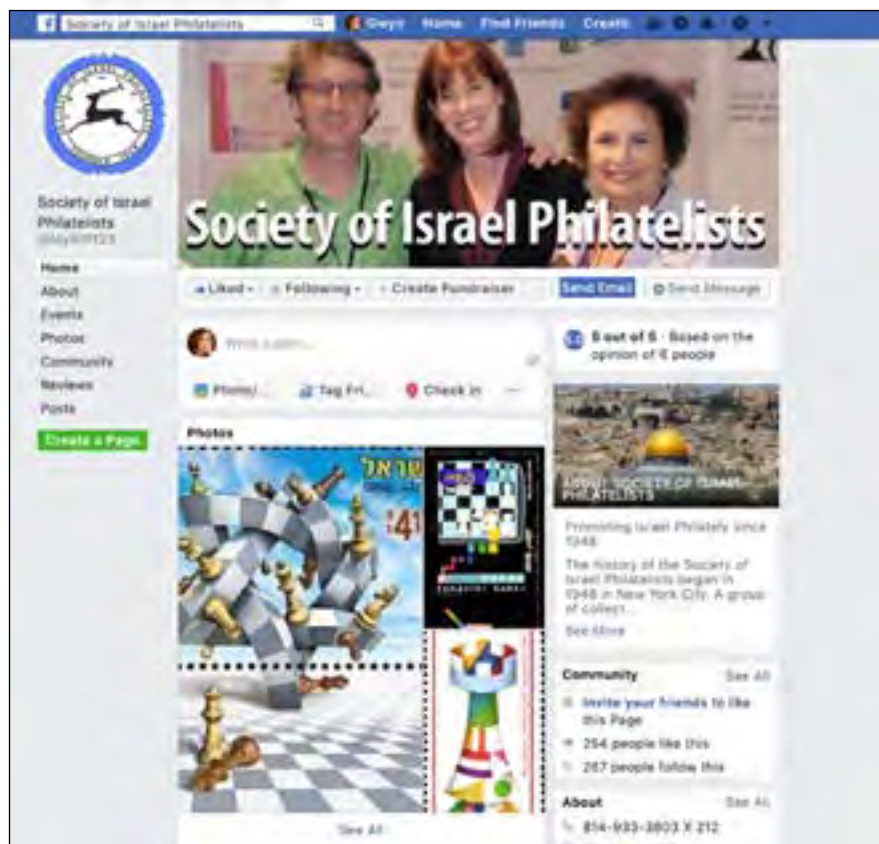 Society of Israel Philatelists
Gwyn Home Find Friends Create
Society of Israel
Philatelists
Home
About
Events
Photos
Community
Reviews
Posts
Create a Page
Society of Israel Philatelists
Liked Following Create Fundraiser Send Email Send Message
Photo/... Tag Fri... Check in ...
Photos
ישראל
See All
5 out of 5 · Based on the
opinion of 6 people
ABOUT SOCIETY OF ISRAEL
PHILATELISTS
Promoting Israel Philately since
1948
The history of the Society of
Israel Philatelists began in
1948 in New York City. A group
of collect...
See More
Community See All
Invite your friends to like
this Page
254 people like this
267 people follow this
About See All
814-933-3803 X 212